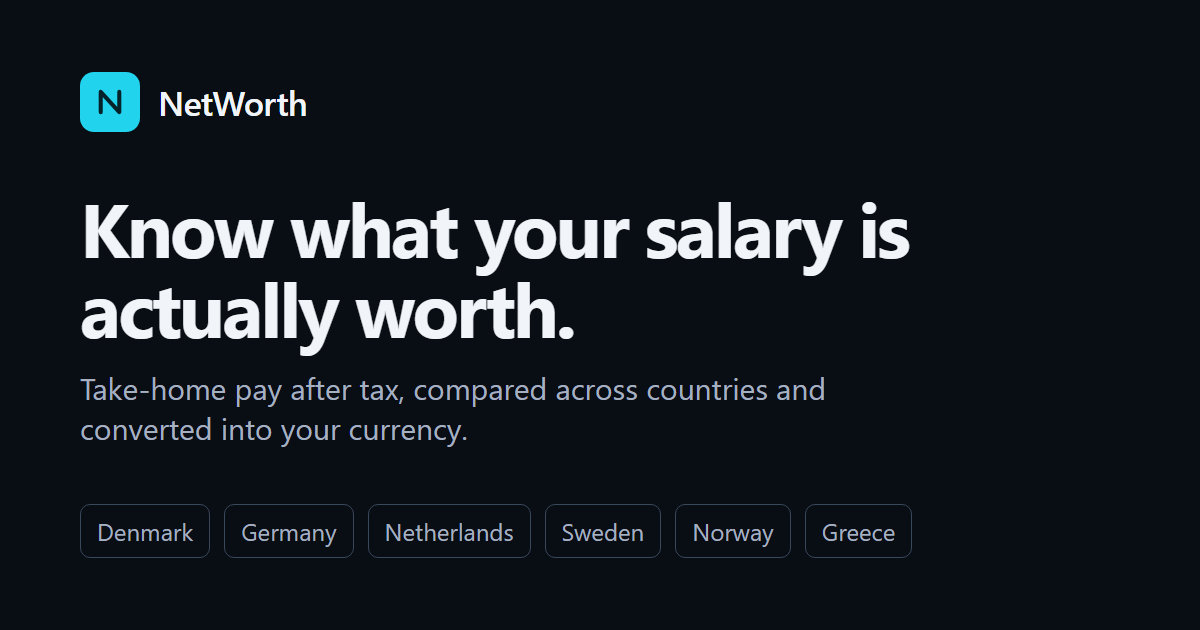 N
NetWorth
Know what your salary is
actually worth.
Take-home pay after tax, compared across countries and
converted into your currency.
Denmark Germany Netherlands Sweden Norway Greece